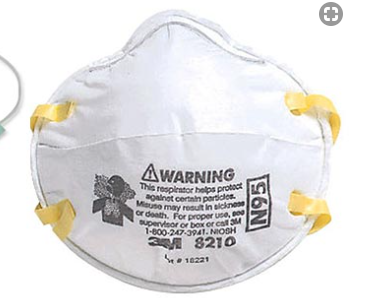 WARNING
This respirator helps protect
against certain particles.
Misuse may result in sickness
or death. For proper use, see
supervisor or box or call 3M
1-800-247-3941. NIOSH
3M 8210
N95
Lot # 18221